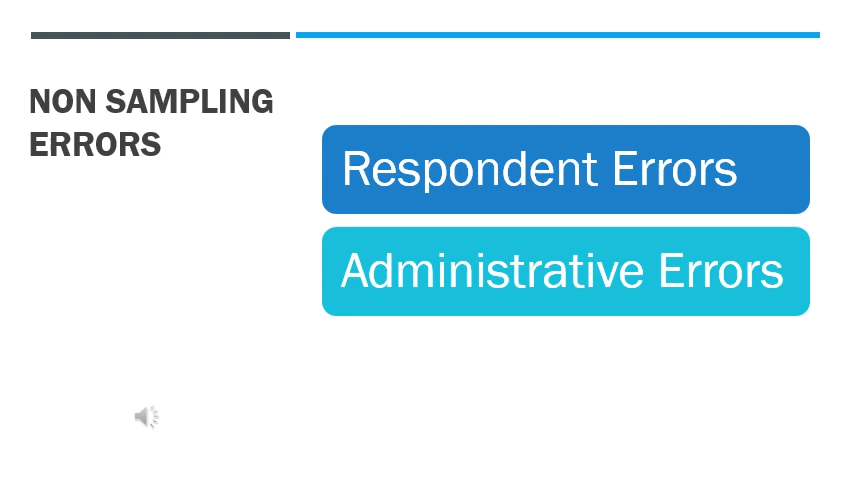 NON SAMPLING
ERRORS
Respondent Errors
Administrative Errors